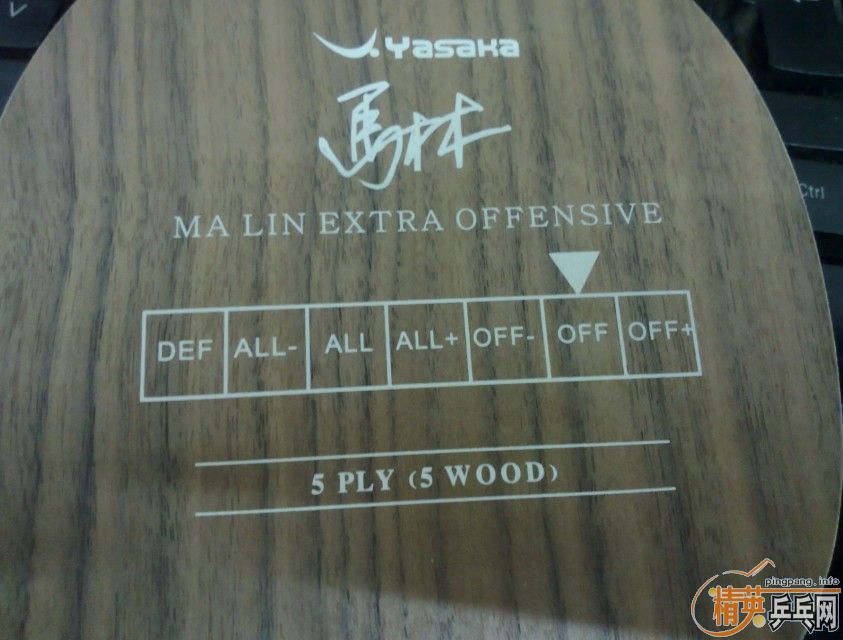 Yasaka
馬林
MA LIN EXTRA OFFENSIVE
DEF ALL- ALL ALL+ OFF- OFF OFF+
5 PLY (5 WOOD)
Ctrl
pingpang.info
精英乒乓网